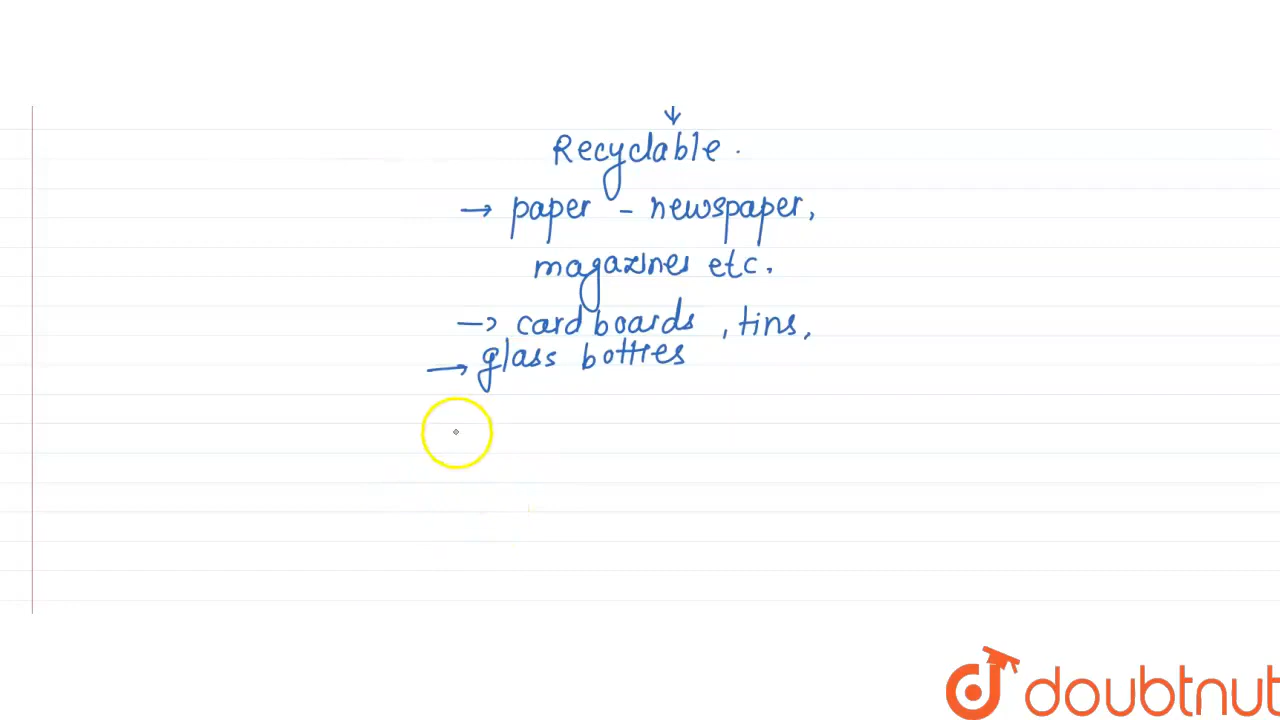 ↓
Recyclable.
→ paper - newspaper,
magazines etc.
→ cardboards, tins,
→ glass bottles
doubtnut